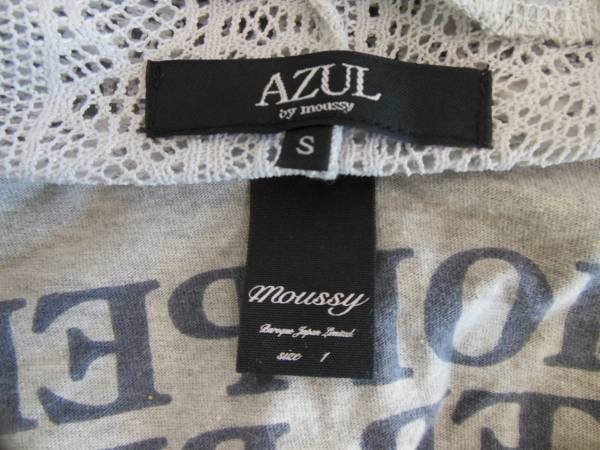 AZUL
by moussy
S
moussy
Baroque Japan Limited
size 1